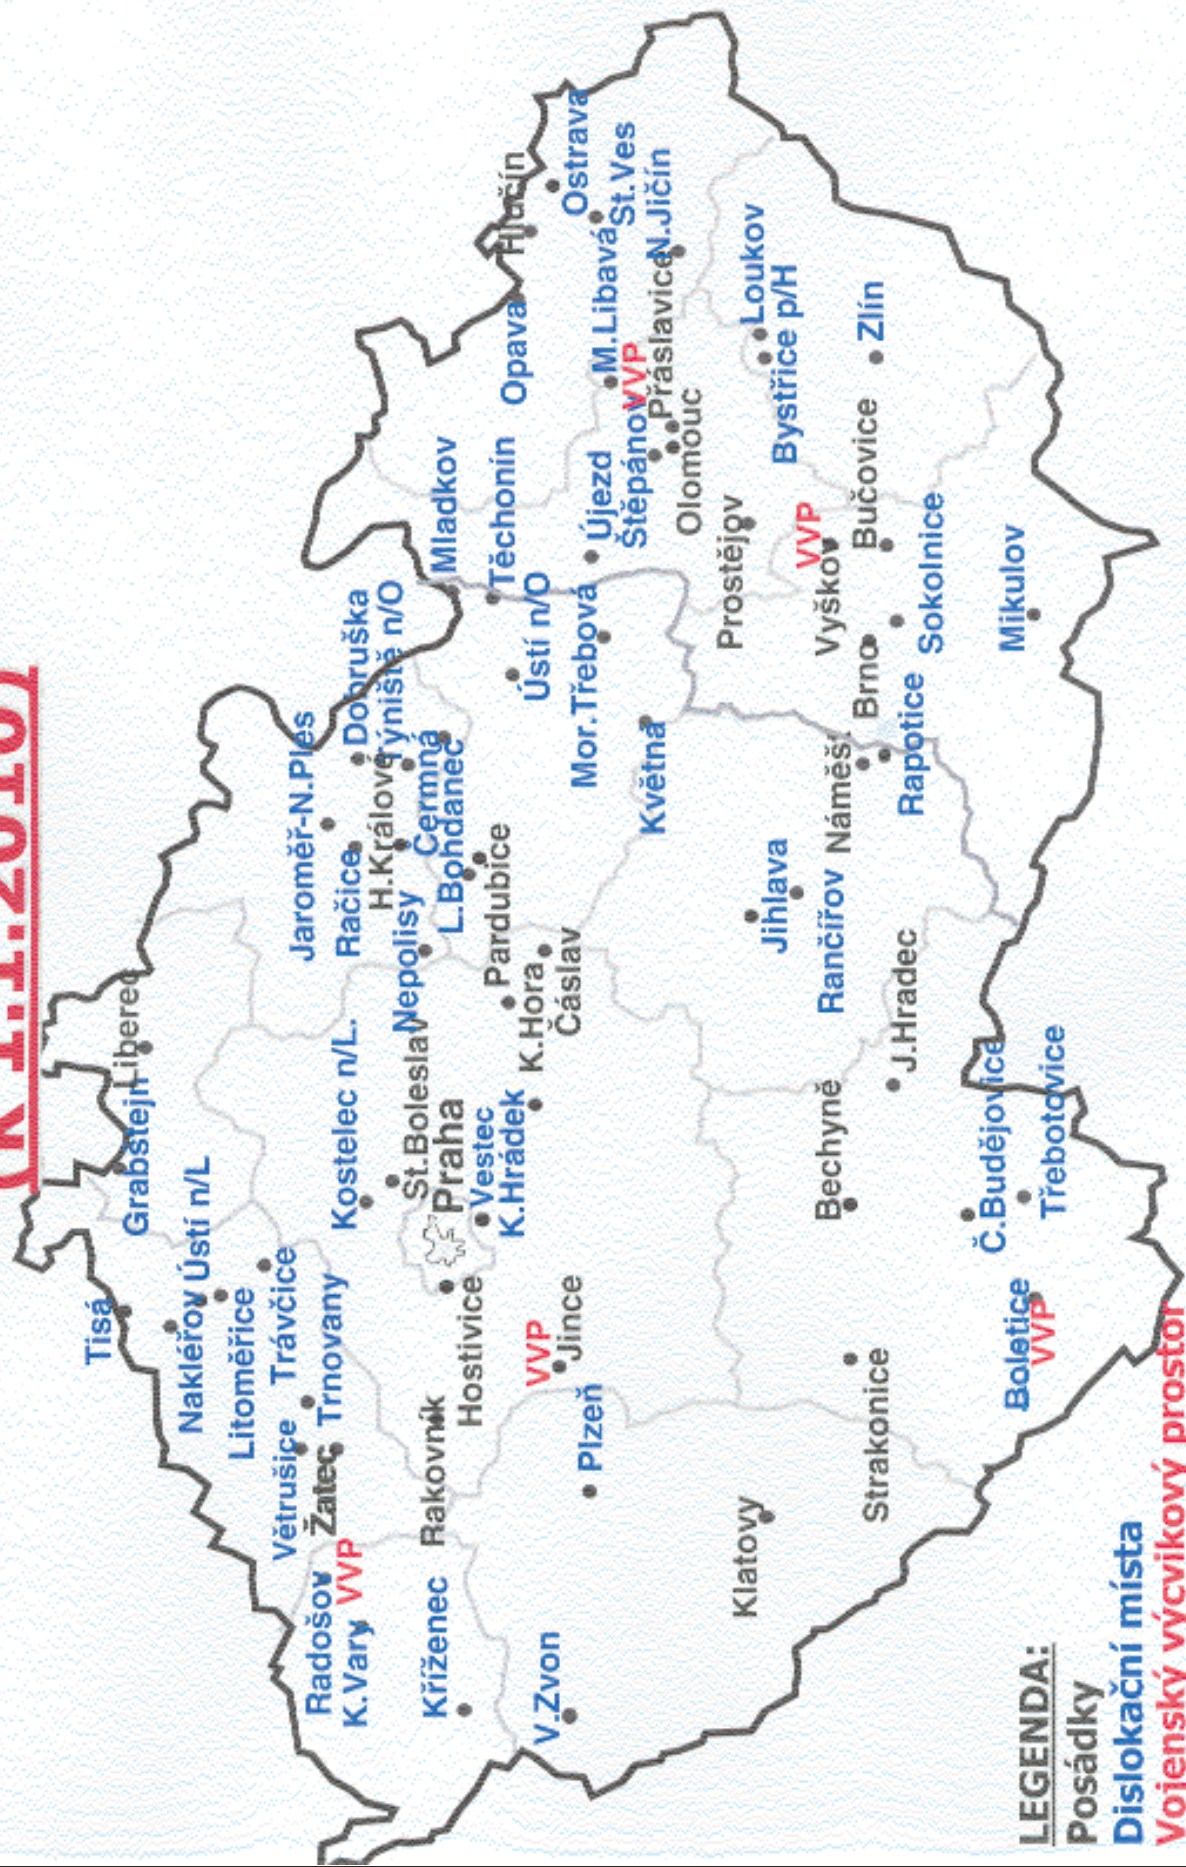 (K 1.1.2010)
Tisá
Grabštejn
Liberec
Nakléřov
Ústí n/L
Litoměřice
Větrušice
Trávčice
Žatec
Trnovany
Radošov
K.Vary
VVP
Kostelec n/L.
Jaroměř-N.Ples
Račice
Dobruška
H.Králové
Týniště n/O
Nepolisy
Čermná
L.Bohdanec
Křížénec
Rakovník
St.Boleslav
Praha
Mladkov
Hostivice
Vestec
K.Hrádek
Pardubice
Těchonín
Opava
Hlučín
V.Zvon
VVP
Jince
K.Hora
Čáslav
Ústí n/O
Plzeň
Mor.Třebová
Újezd
M.Libavá
Ostrava
Štěpánov
VVP
St.Ves
Květná
Přáslavice
N.Jičín
Olomouc
Klatovy
Jihlava
Prostějov
Loukov
Bystřice p/H
Bechyně
Rančířov
Náměšť
Vyškov
VVP
Strakonice
J.Hradec
Brno
Bučovice
Zlín
Rapotice
Sokolnice
Č.Budějovice
Mikulov
Boletice
VVP
Třebotovice
LEGENDA:
Posádky
Dislokační místa
Vojenský výcvikový prostor